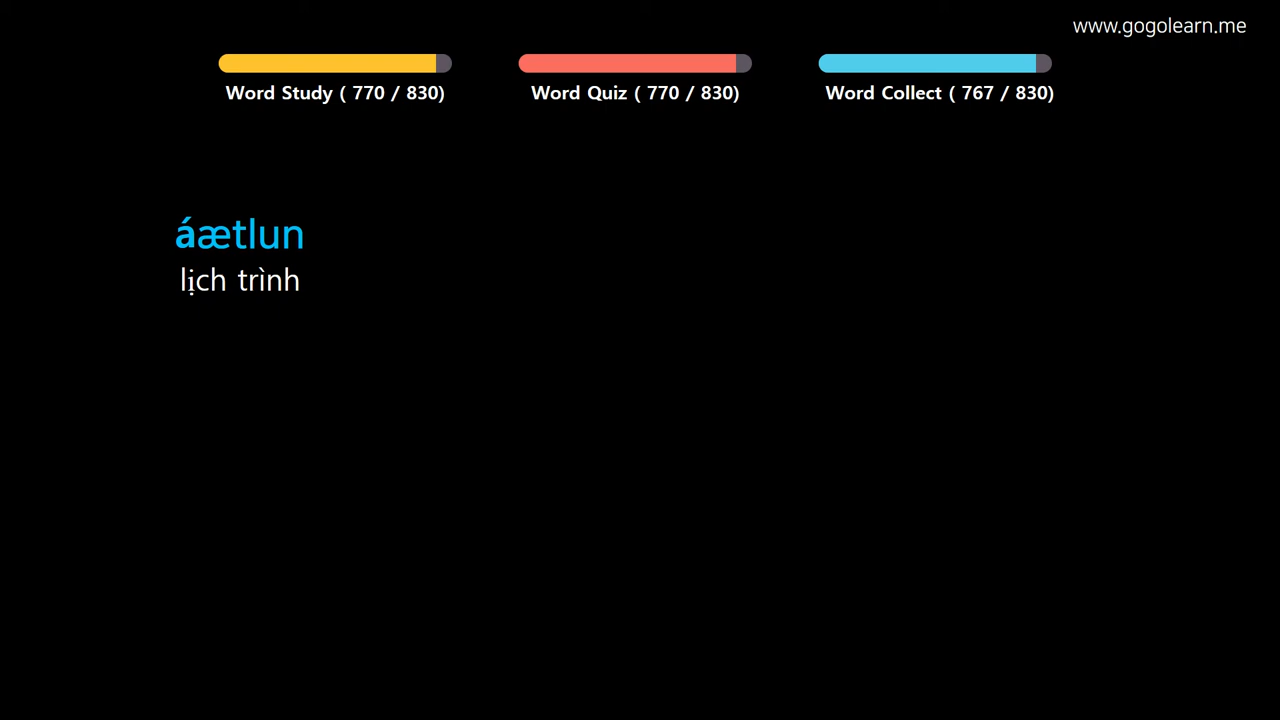 www.gogolearn.me
Word Study ( 770 / 830)
Word Quiz ( 770 / 830)
Word Collect ( 767 / 830)
áætlun
lịch trình